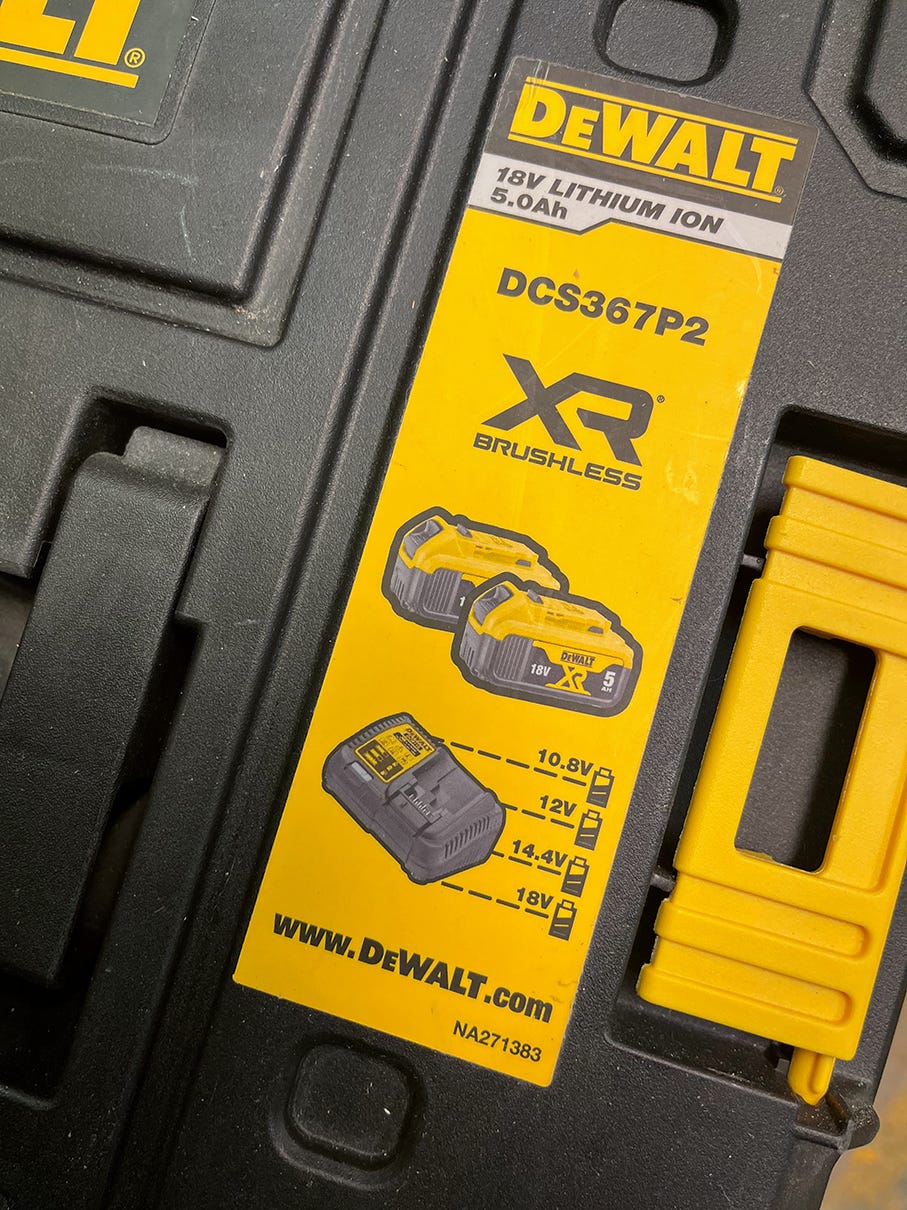 DEWALT
18V LITHIUM ION
5.0Ah
DCS367P2
XR®
BRUSHLESS
DEWALT
18V XR 5
AH
DEWALT
10.8V
12V
14.4V
18V
www.DEWALT.com
NA271383